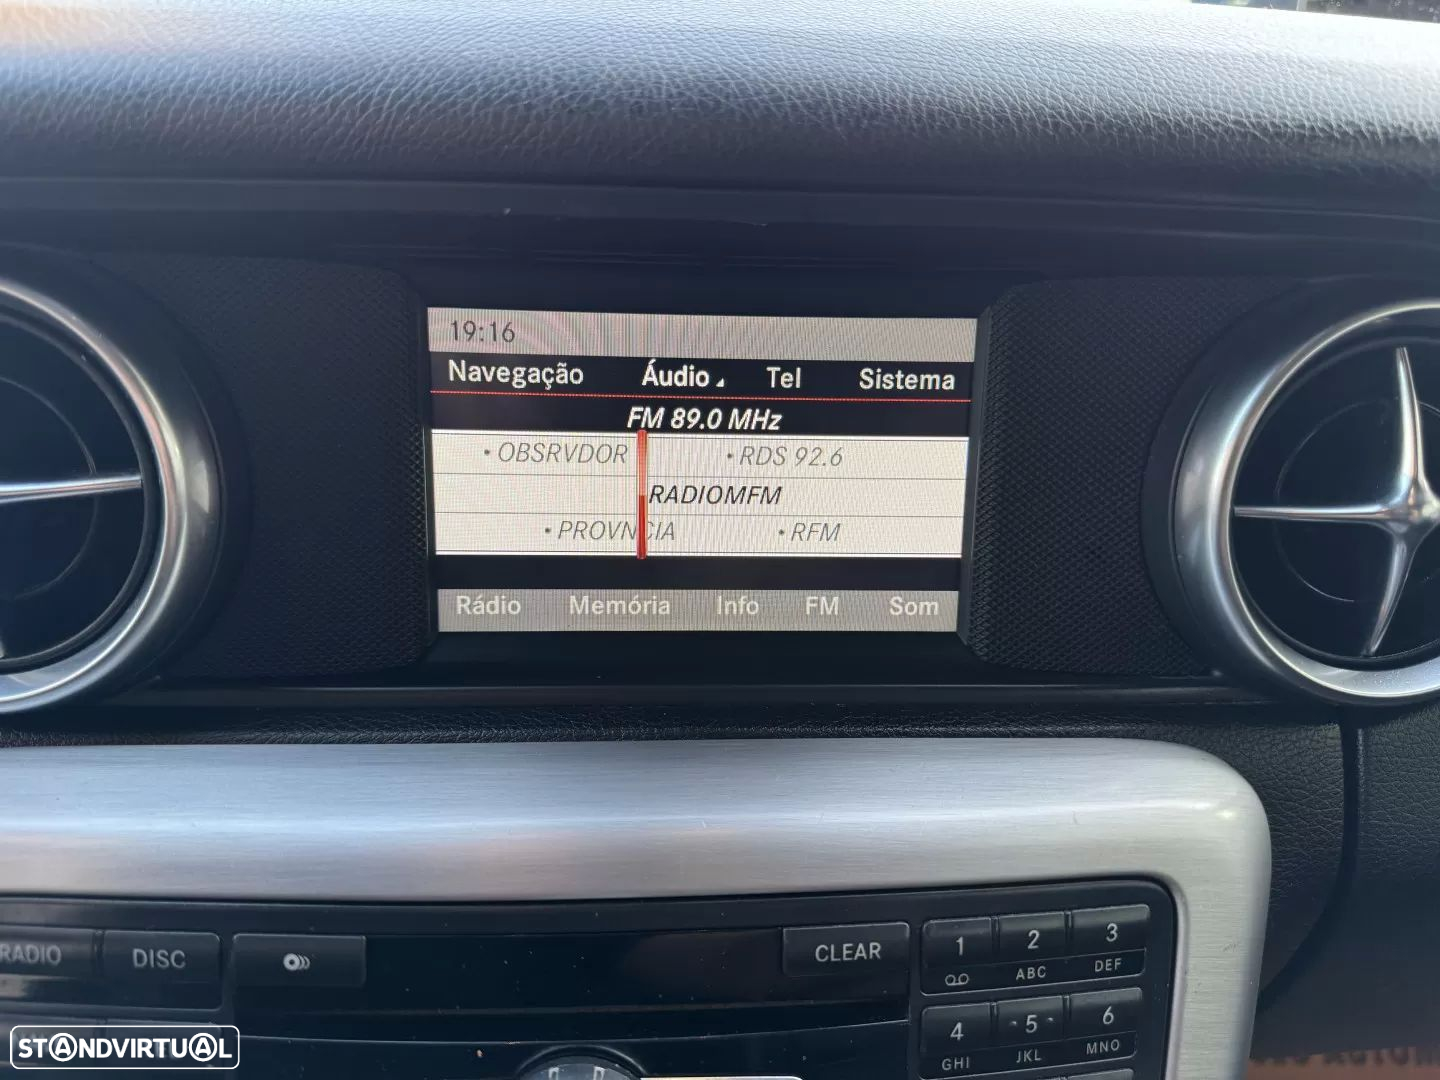 19:16
Navegação Áudio Tel Sistema
FM 89.0 MHz
• OBSRVDOR • RDS 92.6
RADIOMFM
• PROVNCIA • RFM
Rádio Memória Info FM Som
RADIO DISC CLEAR 1 2 3
ABC DEF
4 5 6
GHI JKL MNO
STANDVIRTUAL